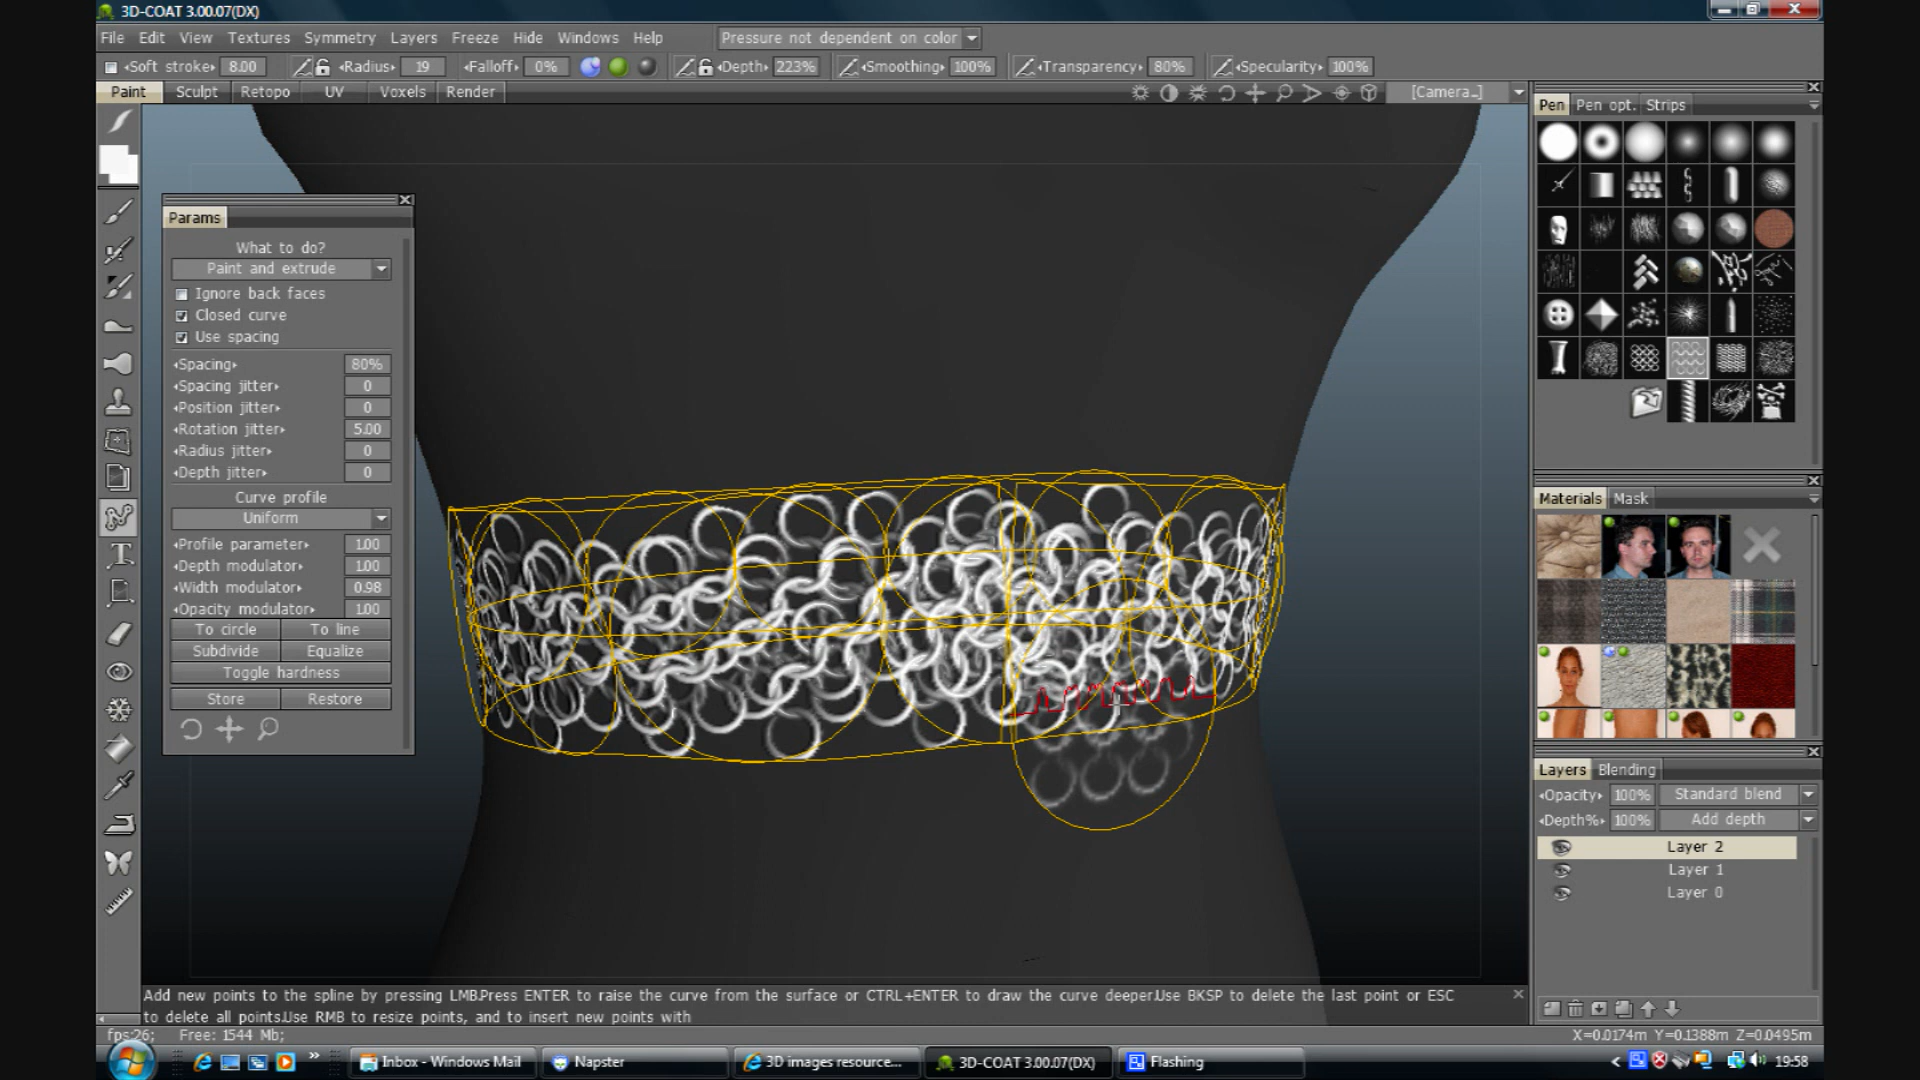 3D-COAT 3.00.07(DX)
File Edit View Textures Symmetry Layers Freeze Hide Windows Help Pressure not dependent on color
Soft stroke 8.00 Radius 19 Falloff 0% Depth 223% Smoothing 100% Transparency 80% Specularity 100%
Paint Sculpt Retopo UV Voxels Render [Camera_]
Pen Pen opt. Strips
Params
What to do?
Paint and extrude
Ignore back faces
Closed curve
Use spacing
Spacing 80%
Spacing jitter 0
Position jitter 0
Rotation jitter 5.00
Radius jitter 0
Depth jitter 0
Curve profile
Uniform
Profile parameter 1.00
Depth modulator 1.00
Width modulator 0.98
Opacity modulator 1.00
To circle To line
Subdivide Equalize
Toggle hardness
Store Restore
Materials Mask
Layers Blending
Opacity 100% Standard blend
Depth% 100% Add depth
Layer 2
Layer 1
Layer 0
Add new points to the spline by pressing LMB.Press ENTER to raise the curve from the surface or CTRL+ENTER to draw the curve deeper.Use BKSP to delete the last point or ESC
to delete all points.Use RMB to resize points, and to insert new points with
fps:26; Free: 1544 Mb; X=0.0174m Y=0.1388m Z=0.0495m
Inbox - Windows Mail Napster 3D images resource... 3D-COAT 3.00.07(DX) Flashing 19:58